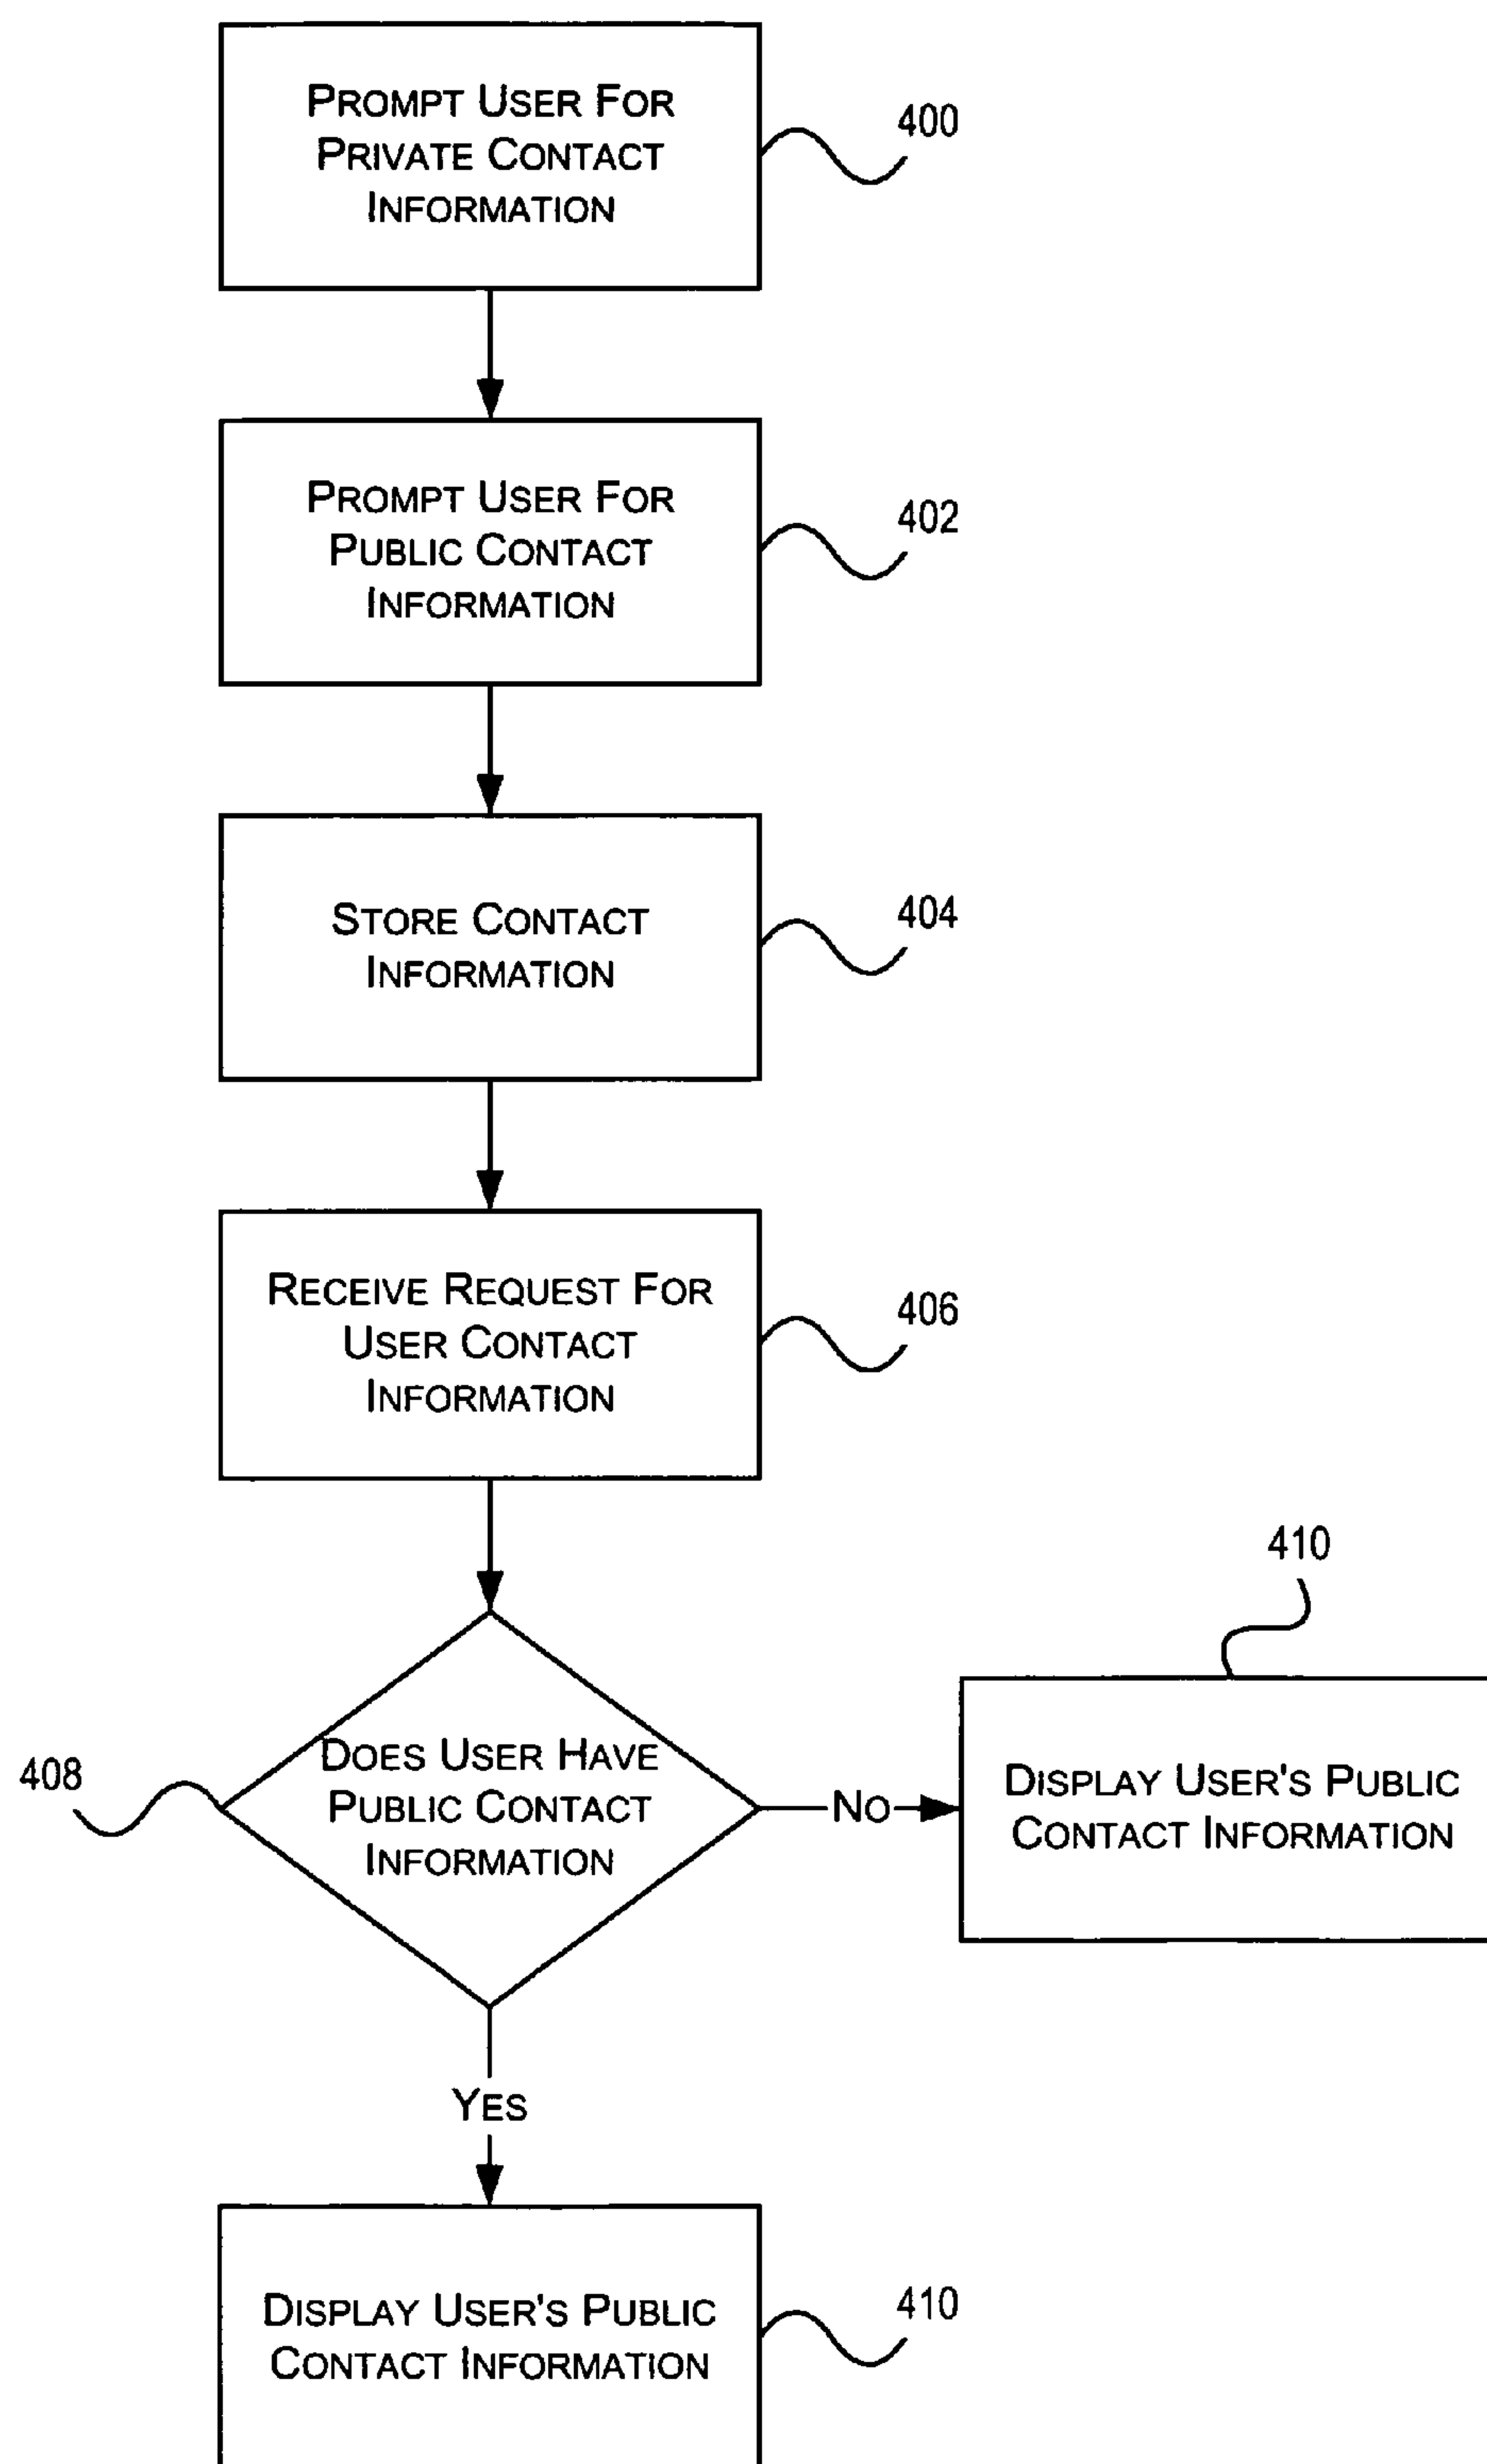 PROMPT USER FOR
PRIVATE CONTACT
INFORMATION
400
PROMPT USER FOR
PUBLIC CONTACT
INFORMATION
402
STORE CONTACT
INFORMATION
404
RECEIVE REQUEST FOR
USER CONTACT
INFORMATION
406
410
408
DOES USER HAVE
PUBLIC CONTACT
INFORMATION
NO
DISPLAY USER'S PUBLIC
CONTACT INFORMATION
YES
DISPLAY USER'S PUBLIC
CONTACT INFORMATION
410